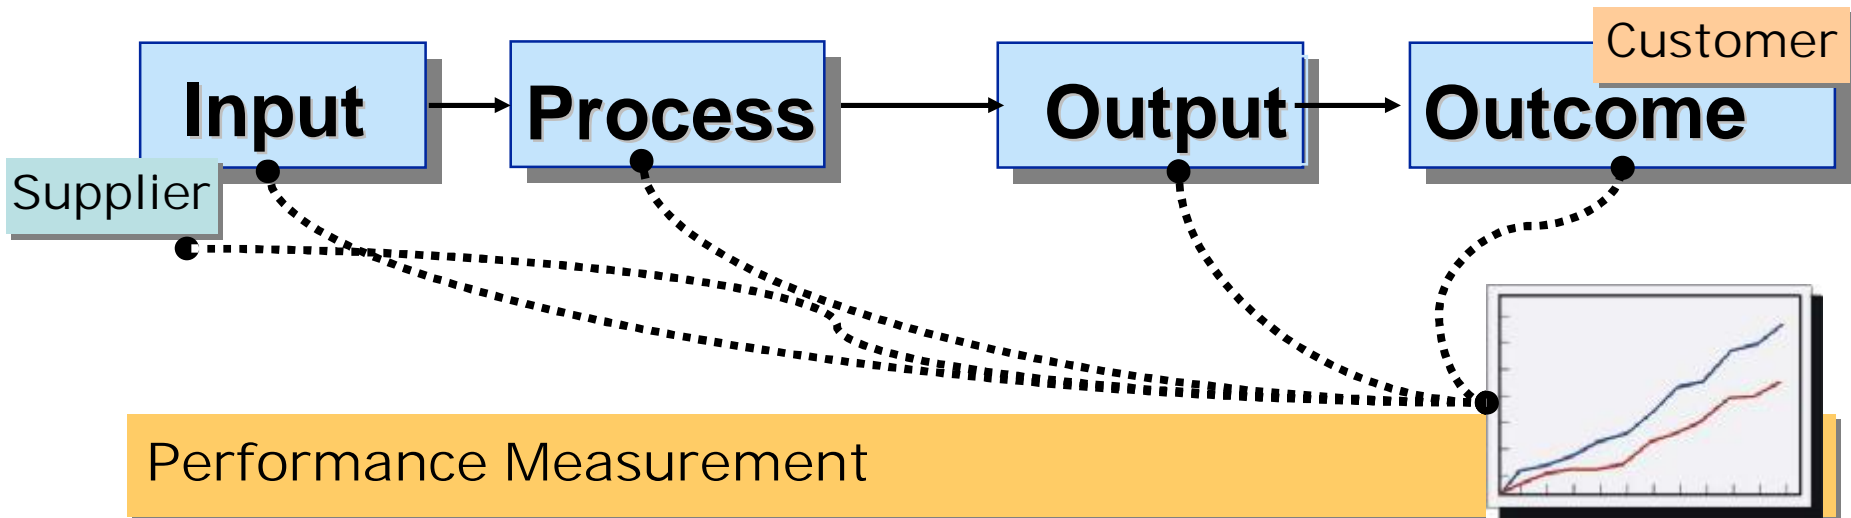 Customer
Input
Process
Output
Outcome
Supplier
Performance Measurement